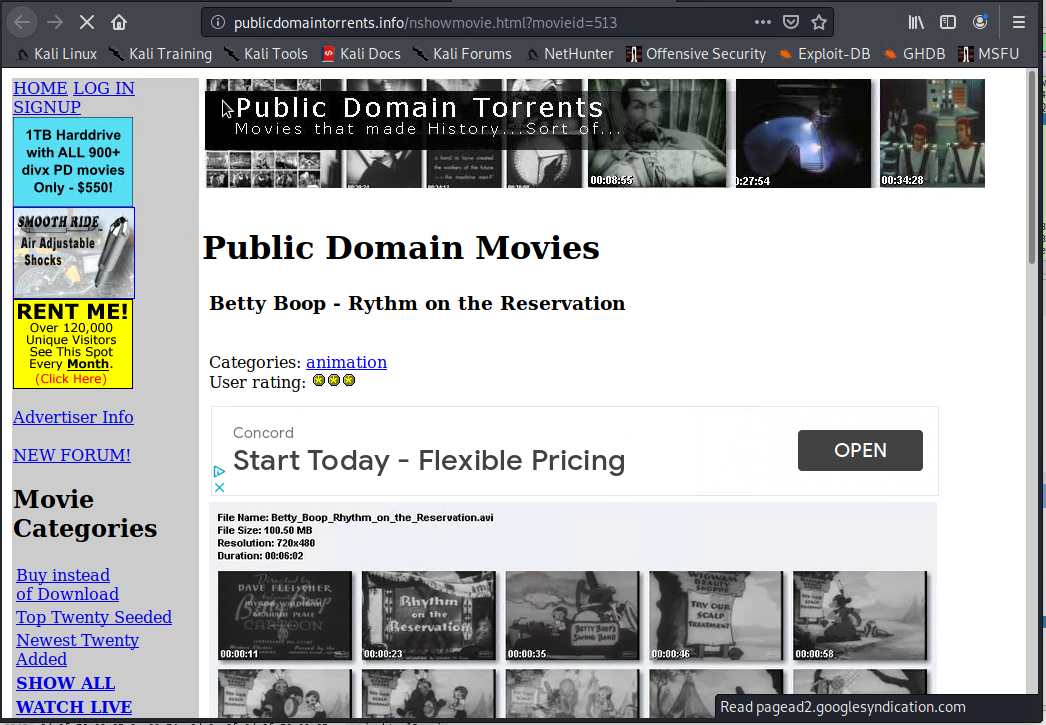 publicdomaintorrents.info/nshowmovie.html?movieid=513
Kali Linux
Kali Training
Kali Tools
Kali Docs
Kali Forums
NetHunter
Offensive Security
Exploit-DB
GHDB
MSFU
HOME LOG IN
SIGNUP
1TB Harddrive
with ALL 900+
divx PD movies
Only - $550!
SMOOTH RIDE
Air Adjustable
Shocks
RENT ME!
Over 120,000
Unique Visitors
See This Spot
Every Month.
(Click Here)
Advertiser Info
NEW FORUM!
Movie
Categories
Buy instead
of Download
Top Twenty Seeded
Newest Twenty
Added
SHOW ALL
WATCH LIVE
Public Domain Torrents
Movies that made History...Sort of...
00:08:55
0:27:54
00:34:28
Public Domain Movies
Betty Boop - Rythm on the Reservation
Categories: animation
User rating:
Concord
Start Today - Flexible Pricing
OPEN
File Name: Betty_Boop_Rhythm_on_the_Reservation.avi
File Size: 100.50 MB
Resolution: 720x480
Duration: 00:06:02
Directed by
DAVE FLEISCHER
CARTOON
00:00:11
Rhythm
on the
Reservation
00:00:23
BETTY BOOP'S
SWING BAND
00:00:35
WIGWAM
BEAUTY
SHOPPE
TRY OUR
SCALP
TREATMENT
00:00:46
00:00:58
Read pagead2.googlesyndication.com